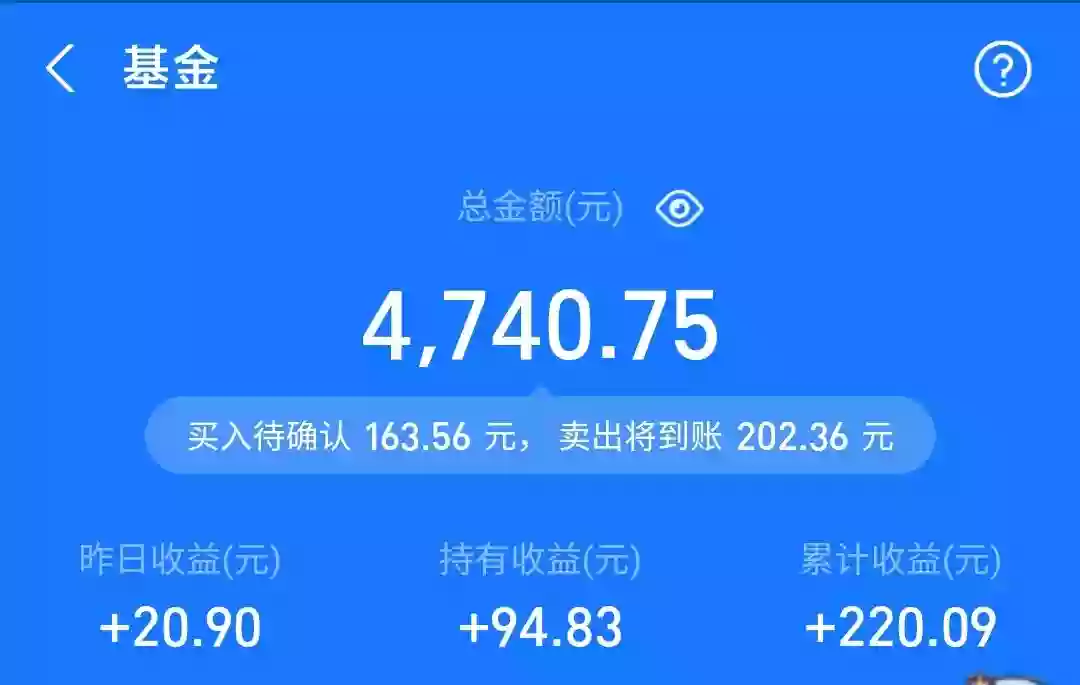 基金
总金额(元)
4,740.75
买入待确认 163.56 元， 卖出将到账 202.36 元
昨日收益(元) 持有收益(元) 累计收益(元)
+20.90 +94.83 +220.09